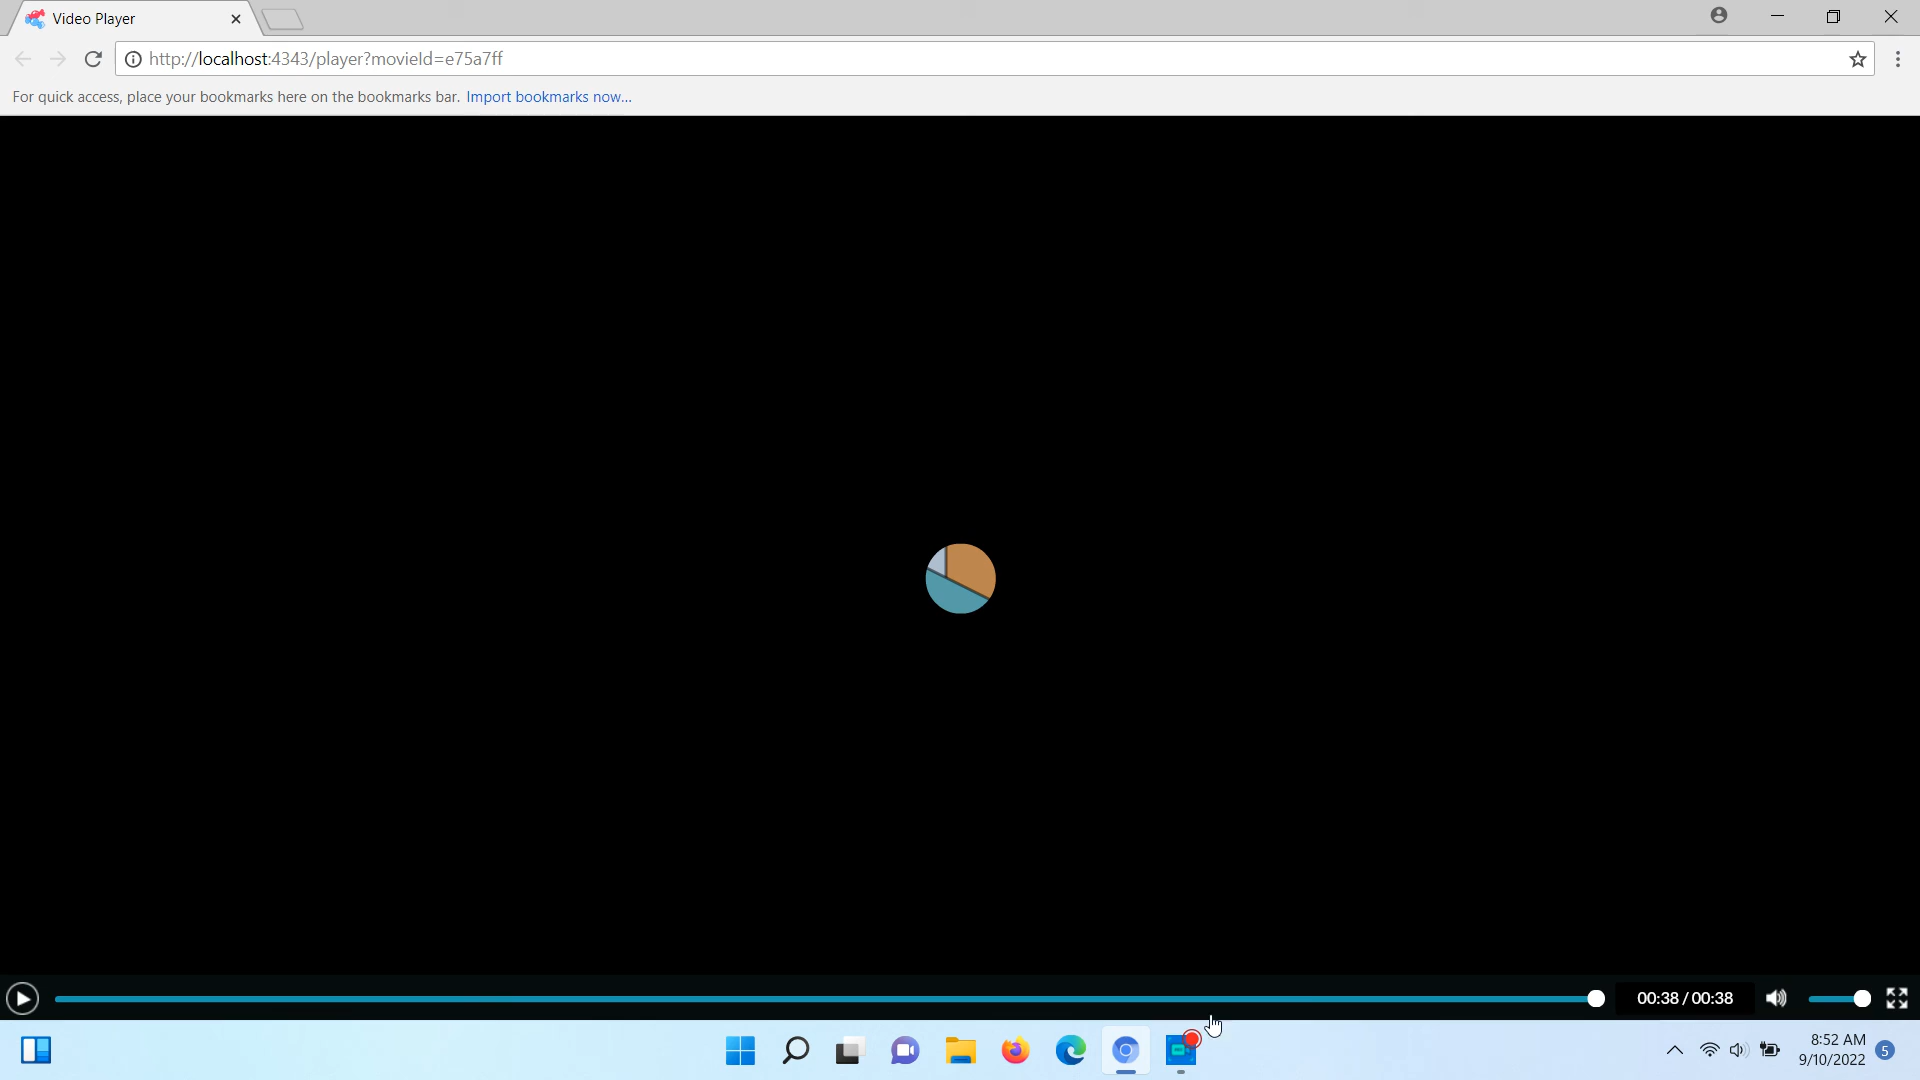 Video Player
http://localhost:4343/player?movieId=e75a7ff
For quick access, place your bookmarks here on the bookmarks bar. Import bookmarks now...
00:38 / 00:38
8:52 AM
9/10/2022
5